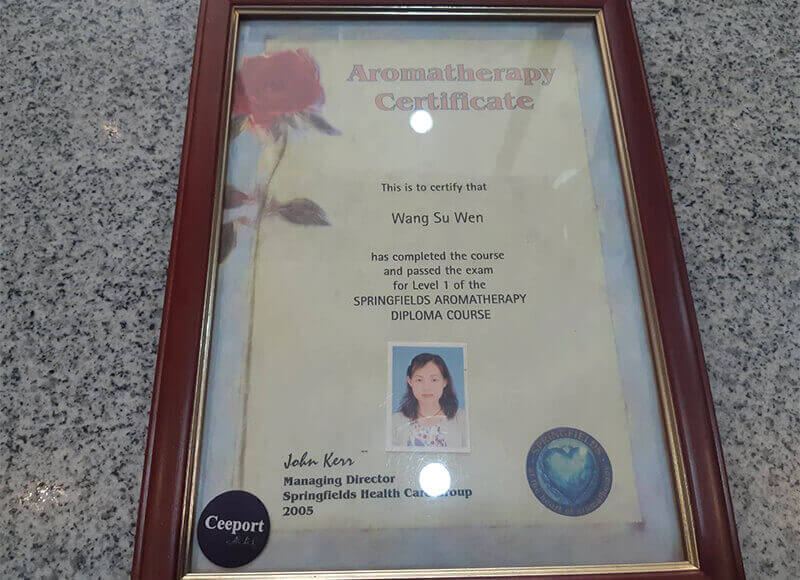 Aromatherapy
Certificate
This is to certify that
Wang Su Wen
has completed the course
and passed the exam
for Level 1 of the
SPRINGFIELDS AROMATHERAPY
DIPLOMA COURSE
John Kerr
Managing Director
Springfields Health Care Group
2005
SPRINGFIELDS
Ceeport